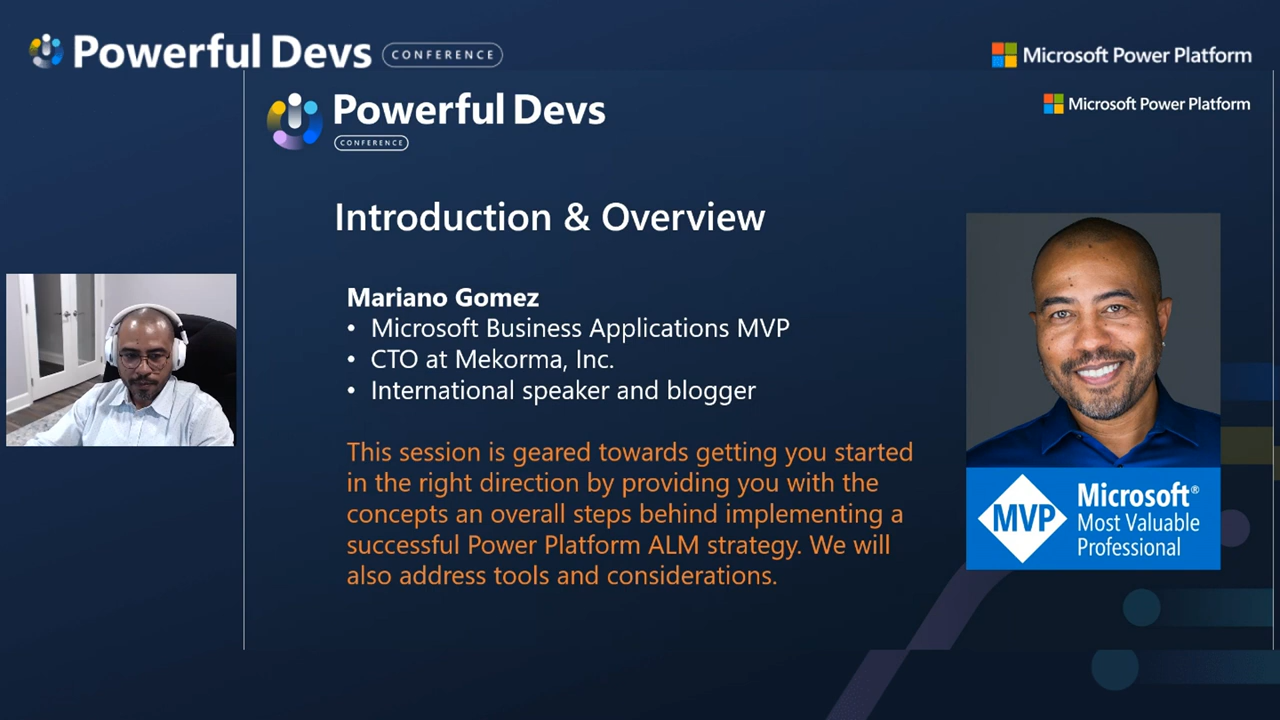 Powerful Devs CONFERENCE
Microsoft Power Platform
Powerful Devs
CONFERENCE
Microsoft Power Platform
Introduction & Overview
Mariano Gomez
• Microsoft Business Applications MVP
• CTO at Mekorma, Inc.
• International speaker and blogger
This session is geared towards getting you started
in the right direction by providing you with the
concepts an overall steps behind implementing a
successful Power Platform ALM strategy. We will
also address tools and considerations.
MVP
Microsoft®
Most Valuable
Professional